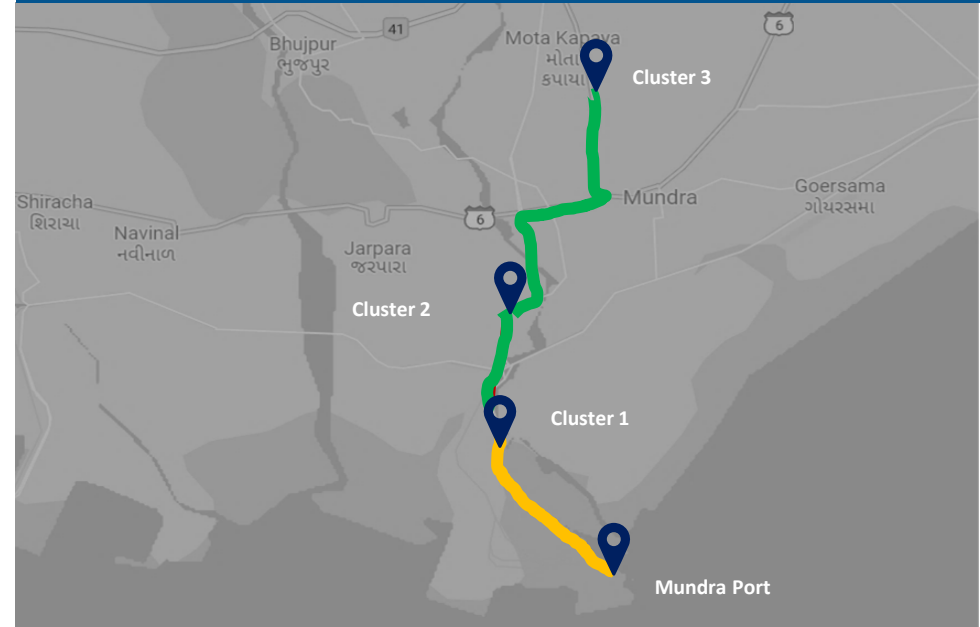 41
6
Bhujpur
ભુજપુર
Mota Kapaya
મોતા
કપાયા
Cluster 3
Shiracha
શિરાચા
Navinal
નવીનાળ
6
Mundra
Goersama
ગોયરસમા
Jarpara
જરપારા
Cluster 2
Cluster 1
Mundra Port